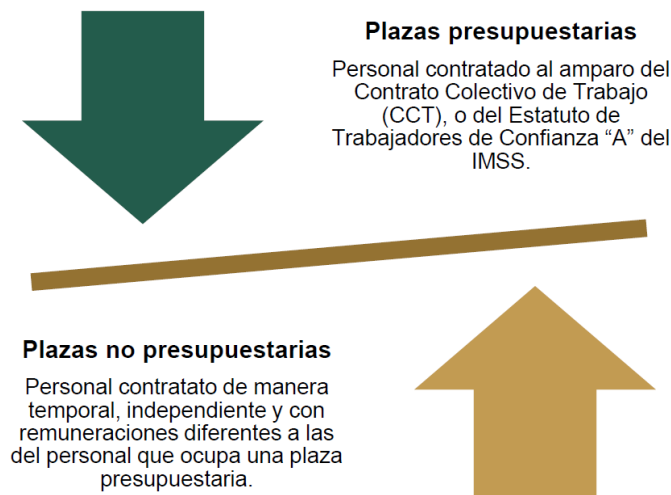 Plazas presupuestarias
Personal contratado al amparo del
Contrato Colectivo de Trabajo
(CCT), o del Estatuto de
Trabajadores de Confianza “A” del
IMSS.
Plazas no presupuestarias
Personal contratato de manera
temporal, independiente y con
remuneraciones diferentes a las
del personal que ocupa una plaza
presupuestaria.